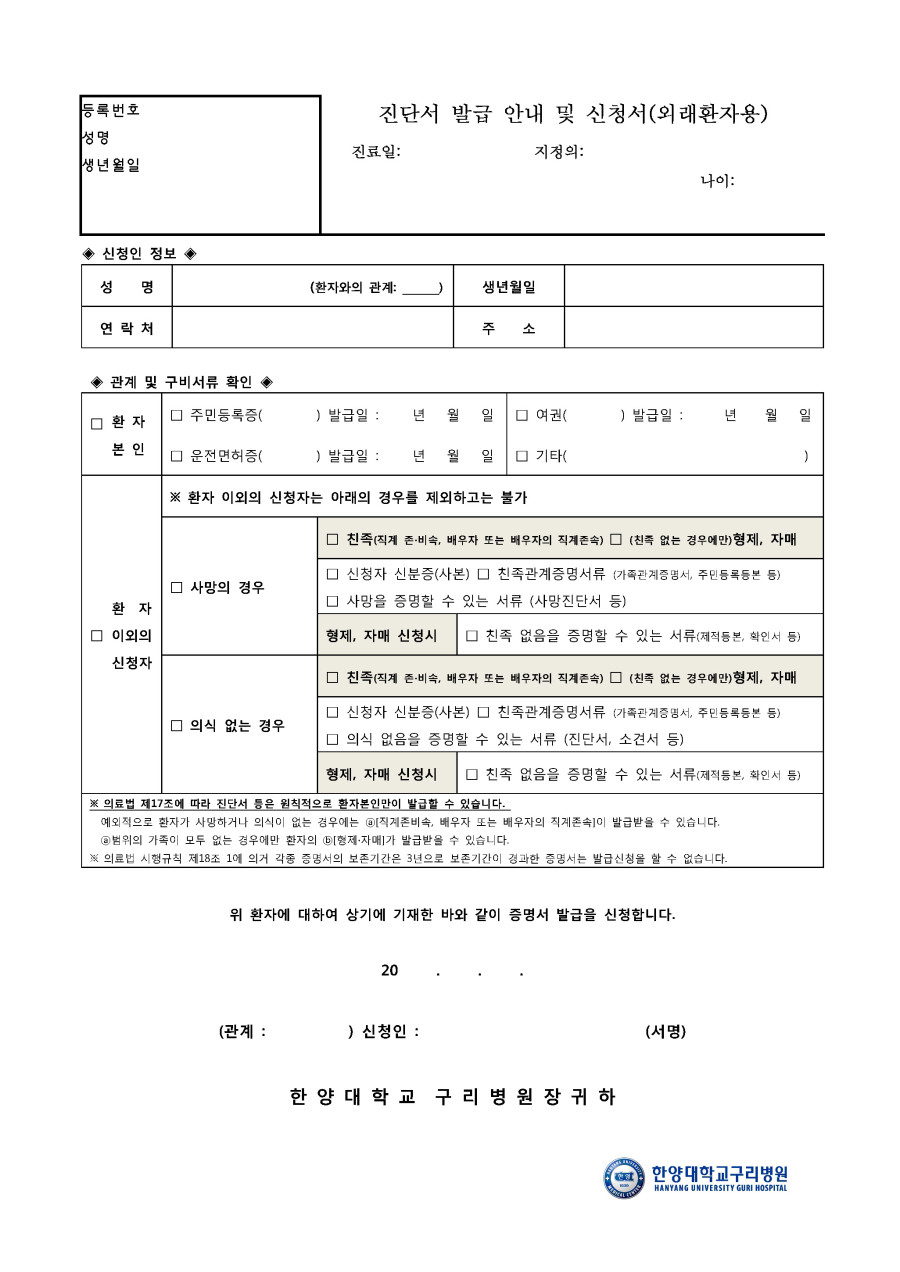 등록번호
성명
생년월일
진단서 발급 안내 및 신청서(외래환자용)
진료일: 지정의:
나이:
◈ 신청인 정보 ◈
성 명 (환자와의 관계: _____) 생년월일
연 락 처 주 소
◈ 관계 및 구비서류 확인 ◈
□ 환 자
본 인
□ 주민등록증( ) 발급일 : 년 월 일 □ 여권( ) 발급일 : 년 월 일
□ 운전면허증( ) 발급일 : 년 월 일 □ 기타( )
환 자
□ 이외의
신청자
※ 환자 이외의 신청자는 아래의 경우를 제외하고는 불가
□ 사망의 경우
□ 친족(직계 존·비속, 배우자 또는 배우자의 직계존속) □ (친족 없는 경우에만)형제, 자매
□ 신청자 신분증(사본) □ 친족관계증명서류 (가족관계증명서, 주민등록등본 등)
□ 사망을 증명할 수 있는 서류 (사망진단서 등)
형제, 자매 신청시 □ 친족 없음을 증명할 수 있는 서류(제적등본, 확인서 등)
□ 의식 없는 경우
□ 친족(직계 존·비속, 배우자 또는 배우자의 직계존속) □ (친족 없는 경우에만)형제, 자매
□ 신청자 신분증(사본) □ 친족관계증명서류 (가족관계증명서, 주민등록등본 등)
□ 의식 없음을 증명할 수 있는 서류 (진단서, 소견서 등)
형제, 자매 신청시 □ 친족 없음을 증명할 수 있는 서류(제적등본, 확인서 등)
※ 의료법 제17조에 따라 진단서 등은 원칙적으로 환자본인만이 발급할 수 있습니다.
예외적으로 환자가 사망하거나 의식이 없는 경우에는 ⓐ[직계존비속, 배우자 또는 배우자의 직계존속]이 발급받을 수 있습니다.
ⓐ범위의 가족이 모두 없는 경우에만 환자의 ⓑ[형제·자매]가 발급받을 수 있습니다.
※ 의료법 시행규칙 제18조 1에 의거 각종 증명서의 보존기간은 3년으로 보존기간이 경과한 증명서는 발급신청을 할 수 없습니다.
위 환자에 대하여 상기에 기재한 바와 같이 증명서 발급을 신청합니다.
20 . . .
(관계 : ) 신청인 : (서명)
한 양 대 학 교 구 리 병 원 장 귀 하
한양대학교구리병원
HANYANG UNIVERSITY GURI HOSPITAL